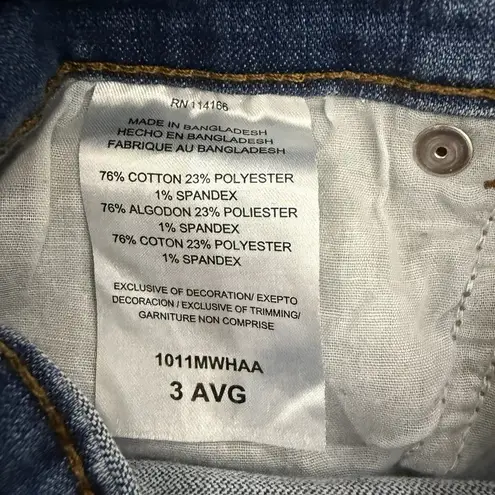 RN 114166
MADE IN BANGLADESH
HECHO EN BANGLADESH
FABRIQUE AU BANGLADESH
76% COTTON 23% POLYESTER
1% SPANDEX
76% ALGODON 23% POLIESTER
1% SPANDEX
76% COTON 23% POLYESTER
1% SPANDEX
EXCLUSIVE OF DECORATION/ EXEPTO
DECORACION / EXCLUSIVE OF TRIMMING/
GARNITURE NON COMPRISE
1011MWHAA
3 AVG